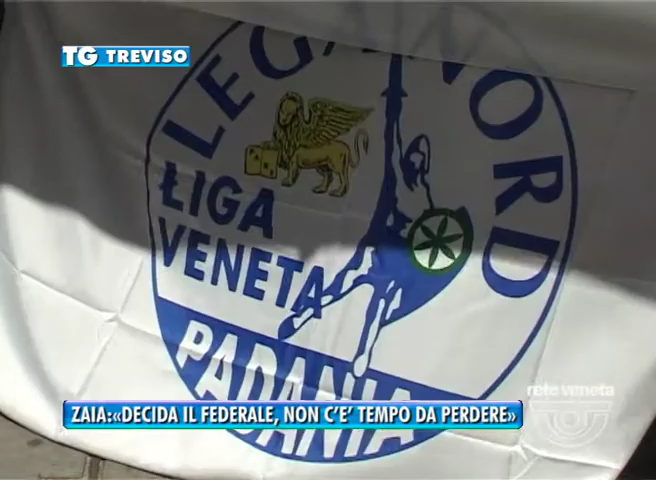 TG TREVISO
LEGA NORD
ŁIGA
VENETA
PADANIA
rete veneta
ZAIA:«DECIDA IL FEDERALE, NON C'E' TEMPO DA PERDERE»